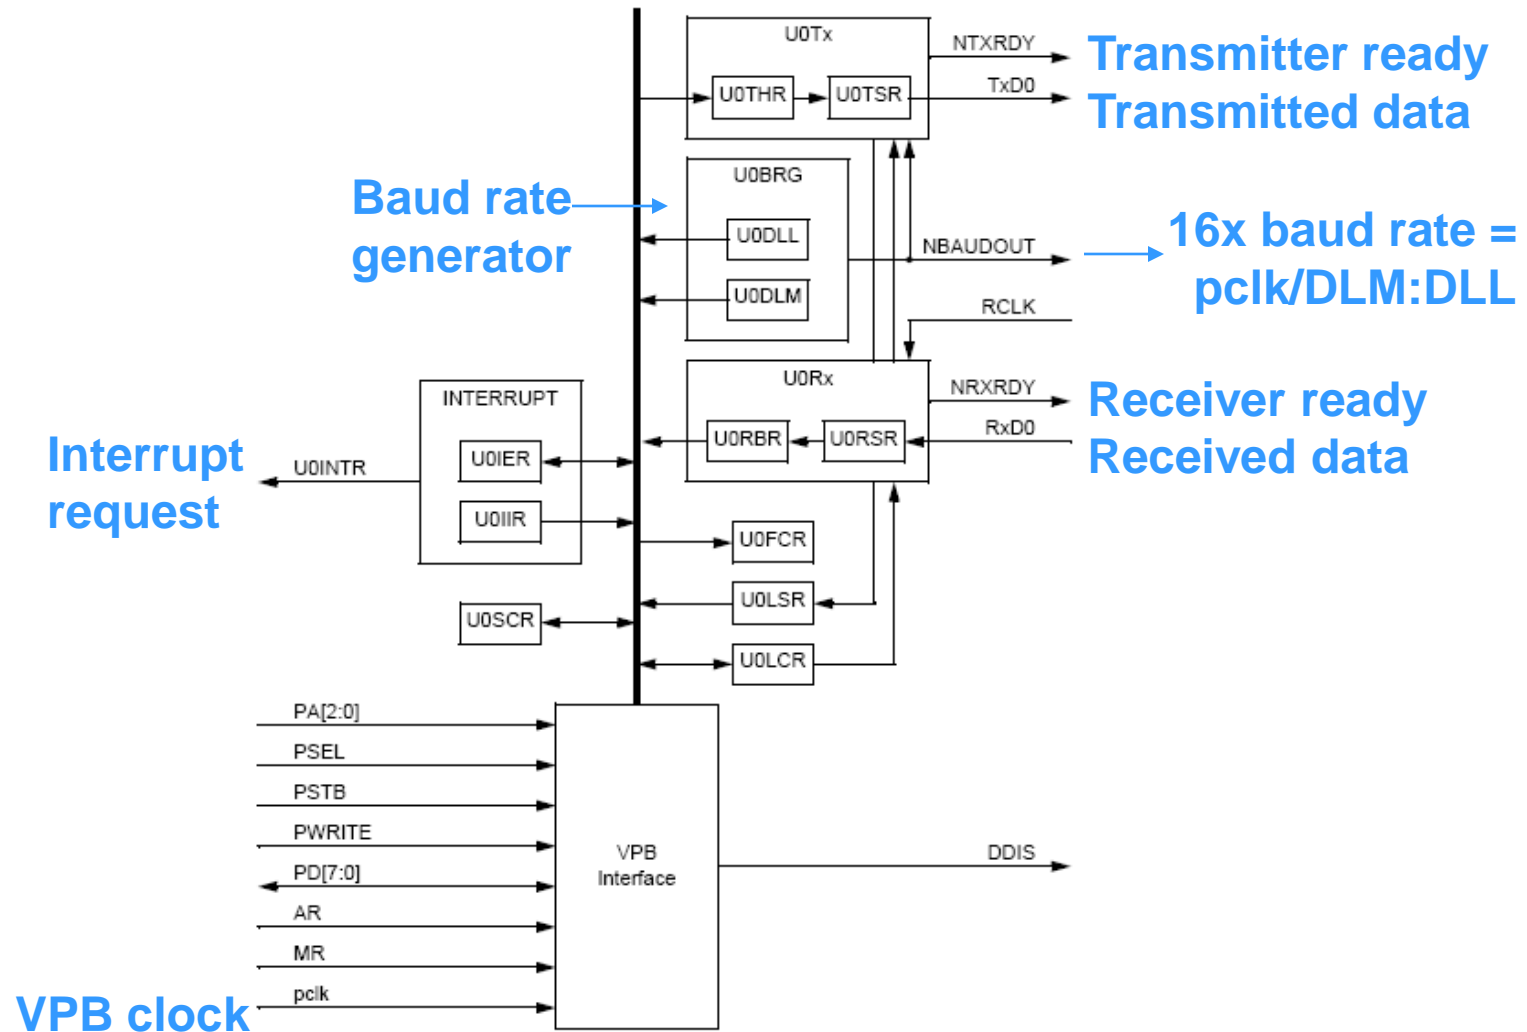 U0Tx
NTXRDY
Transmitter ready
U0THR
U0TSR
TxD0
Transmitted data
U0BRG
Baud rate
generator
U0DLL
NBAUDOUT
16x baud rate =
pclk/DLM:DLL
U0DLM
RCLK
U0Rx
NRXRDY
Receiver ready
INTERRUPT
U0RBR
U0RSR
RxD0
Received data
Interrupt
request
U0INTR
U0IER
U0IIR
U0FCR
U0LSR
U0SCR
U0LCR
PA[2:0]
PSEL
PSTB
PWRITE
PD[7:0]
AR
MR
pclk
VPB clock
VPB
Interface
DDIS